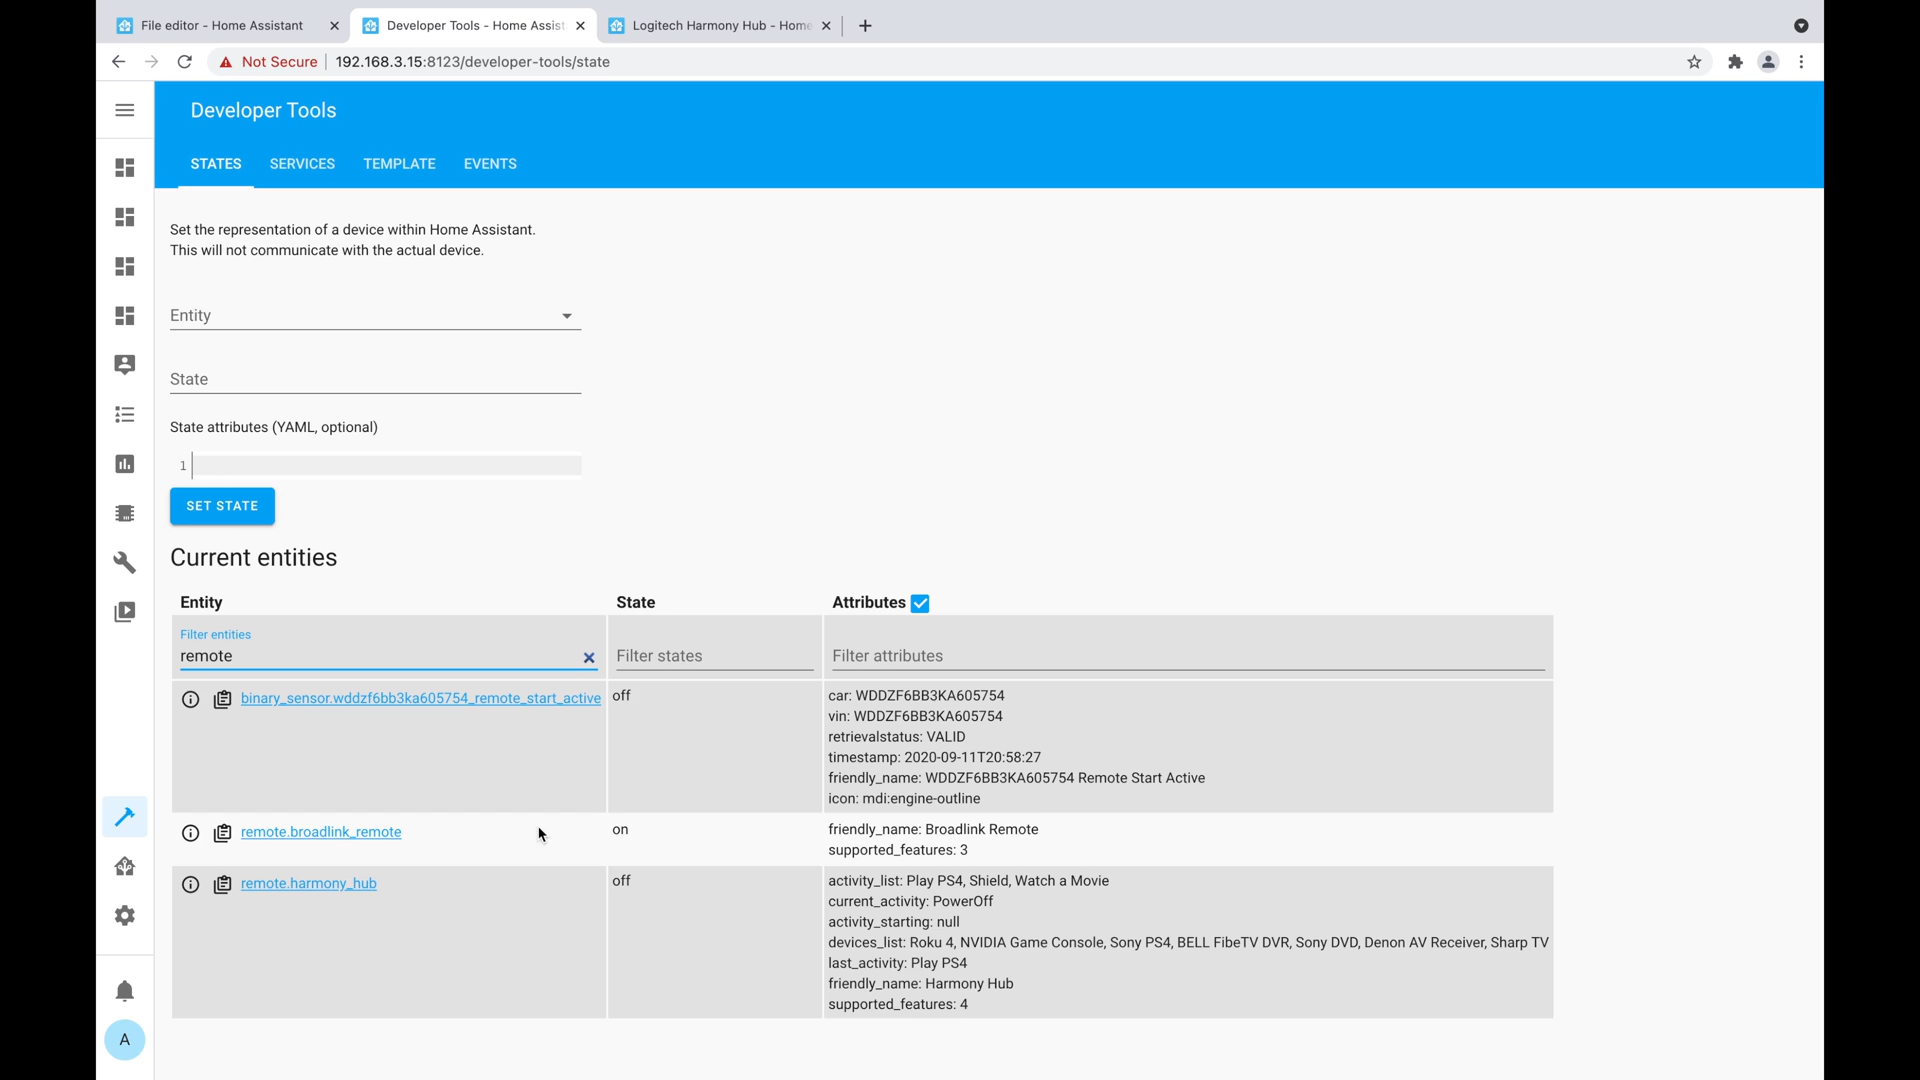 File editor - Home Assistant
Developer Tools - Home Assist
Logitech Harmony Hub - Home
Not Secure
192.168.3.15:8123/developer-tools/state
Developer Tools
STATES
SERVICES
TEMPLATE
EVENTS
Set the representation of a device within Home Assistant.
This will not communicate with the actual device.
Entity
State
State attributes (YAML, optional)
1
SET STATE
Current entities
Entity
State
Attributes
Filter entities
remote
Filter states
Filter attributes
binary_sensor.wddzf6bb3ka605754_remote_start_active
off
car: WDDZF6BB3KA605754
vin: WDDZF6BB3KA605754
retrievalstatus: VALID
timestamp: 2020-09-11T20:58:27
friendly_name: WDDZF6BB3KA605754 Remote Start Active
icon: mdi:engine-outline
remote.broadlink_remote
on
friendly_name: Broadlink Remote
supported_features: 3
remote.harmony_hub
off
activity_list: Play PS4, Shield, Watch a Movie
current_activity: PowerOff
activity_starting: null
devices_list: Roku 4, NVIDIA Game Console, Sony PS4, BELL FibeTV DVR, Sony DVD, Denon AV Receiver, Sharp TV
last_activity: Play PS4
friendly_name: Harmony Hub
supported_features: 4
A